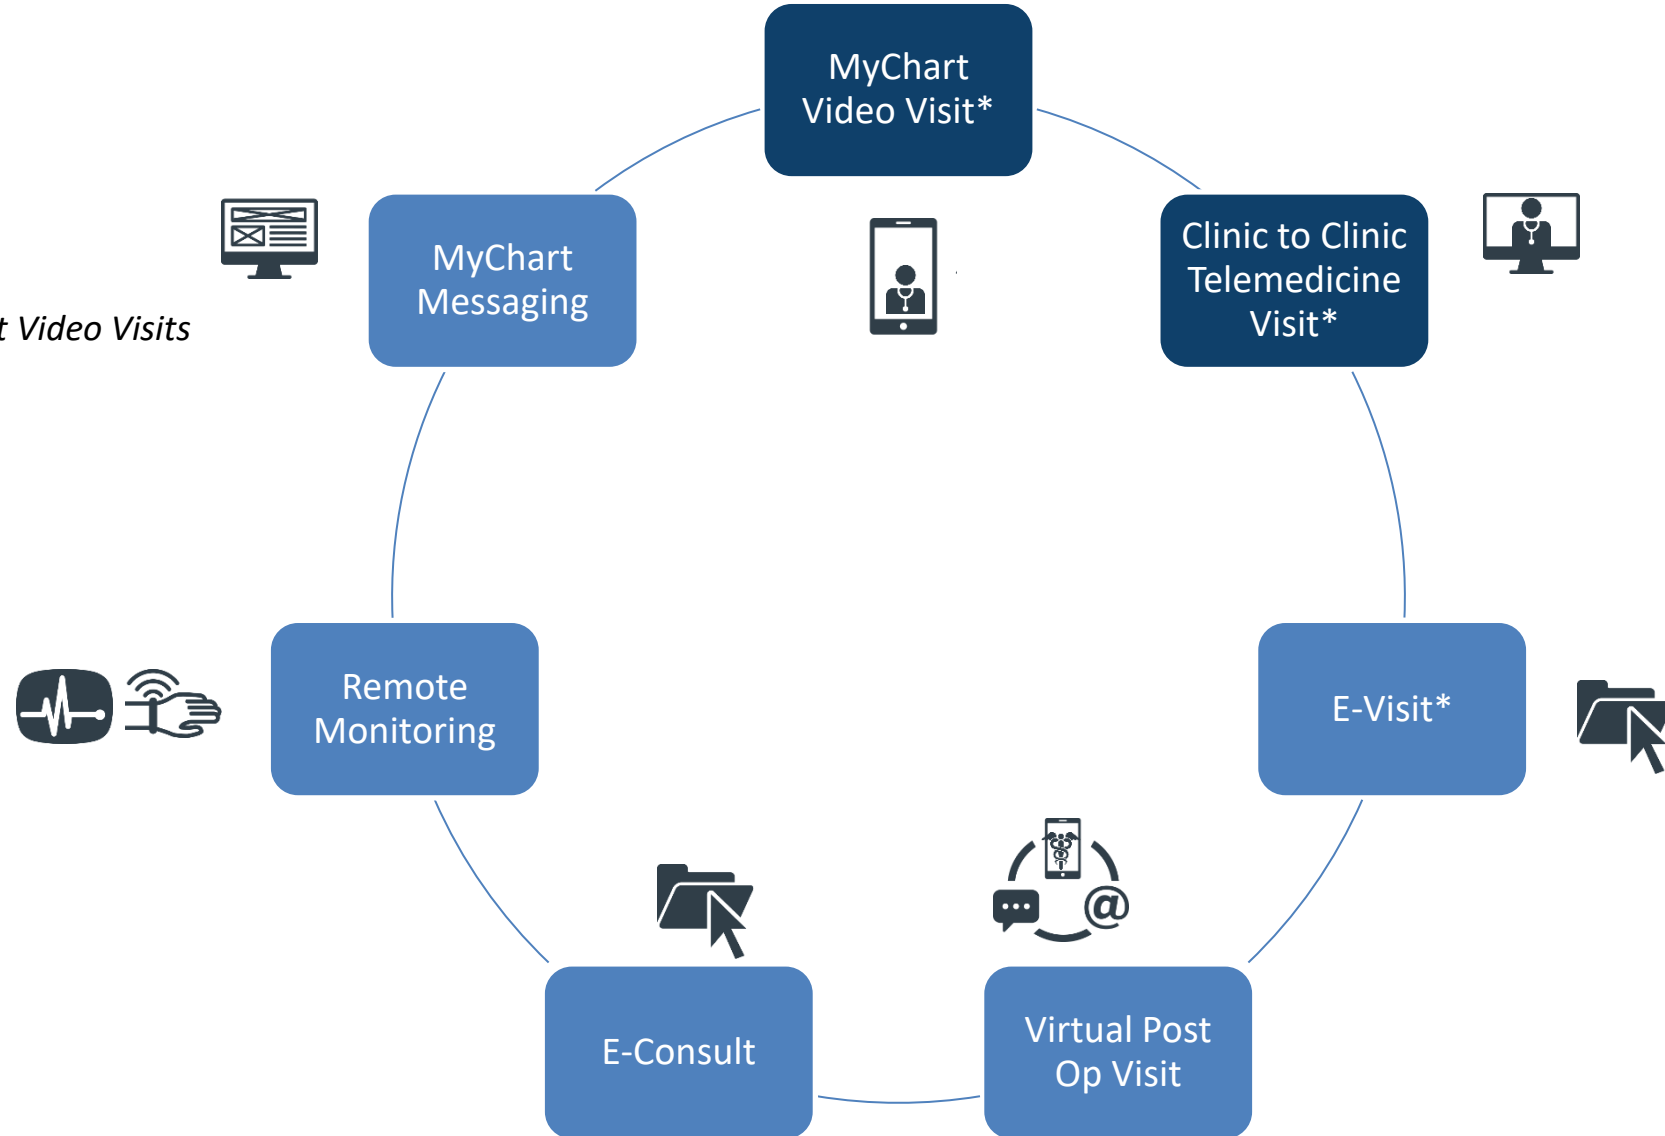 MyChart
Video Visit*
Clinic to Clinic
Telemedicine
Visit*
MyChart
Messaging
t Video Visits
Remote
Monitoring
E-Visit*
@
E-Consult
Virtual Post
Op Visit